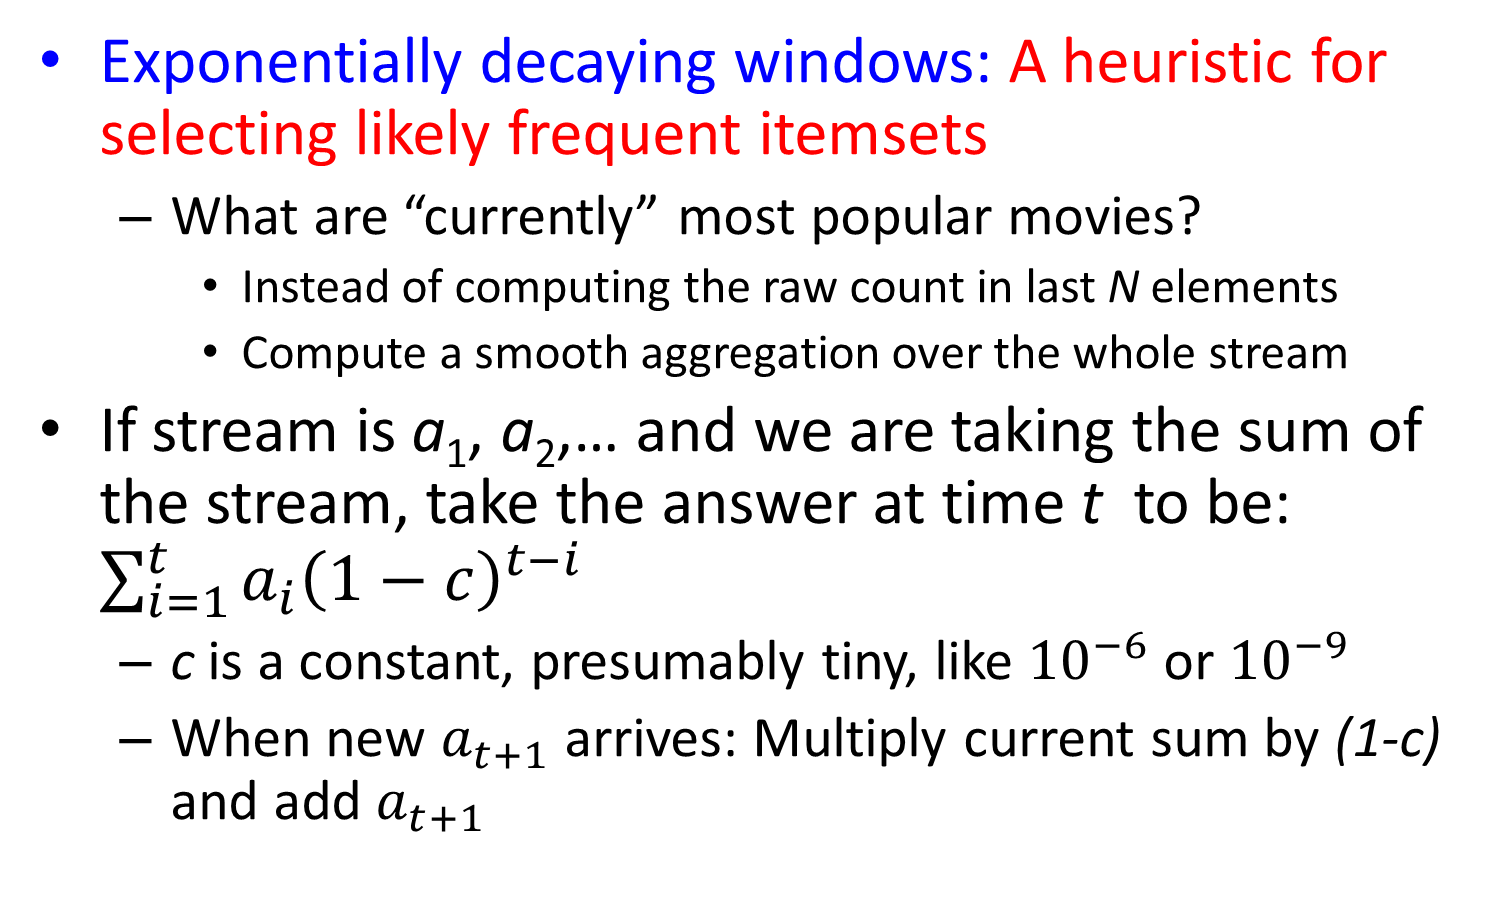 • Exponentially decaying windows: A heuristic for
selecting likely frequent itemsets
– What are “currently” most popular movies?
• Instead of computing the raw count in last N elements
• Compute a smooth aggregation over the whole stream
• If stream is a₁, a₂,… and we are taking the sum of
the stream, take the answer at time t to be:
$\sum_{i=1}^{t} a_i(1-c)^{t-i}$
– c is a constant, presumably tiny, like 10⁻⁶ or 10⁻⁹
– When new $a_{t+1}$ arrives: Multiply current sum by (1-c)
and add $a_{t+1}$